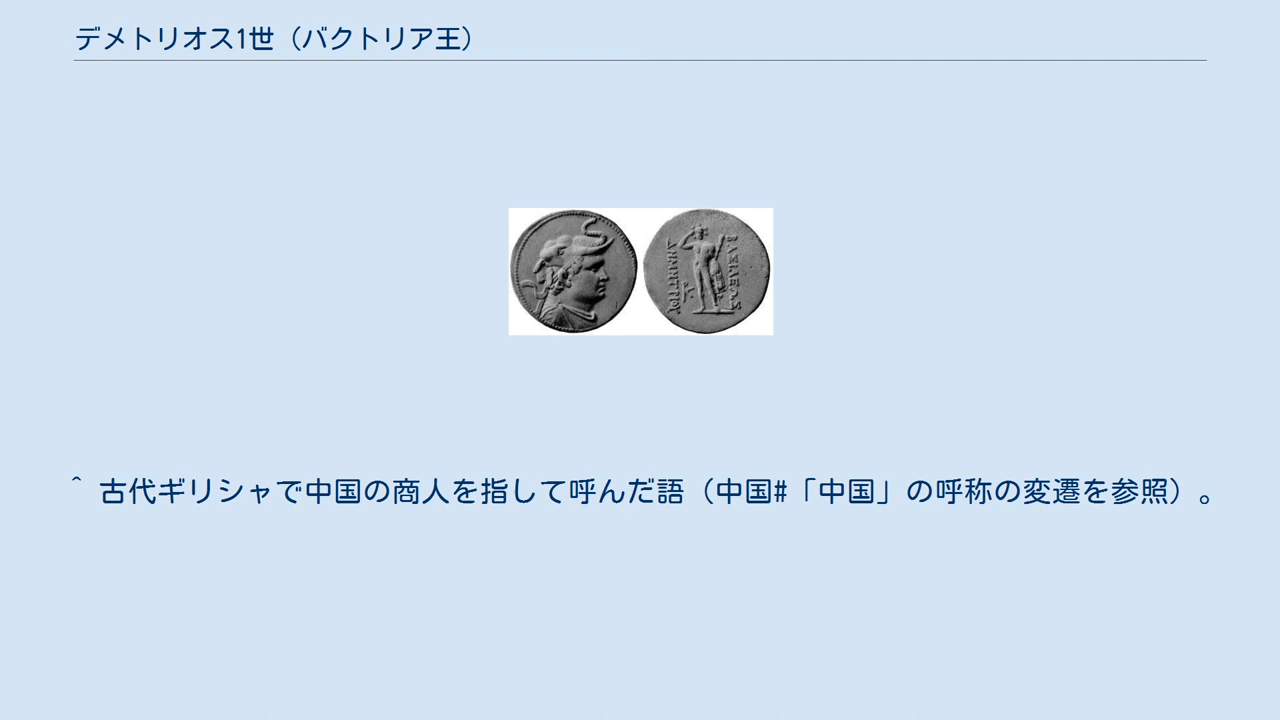 デメトリオス1世（バクトリア王）
ΒΑΣΙΛΕΩΣ
ΔΗΜΗΤΡΙΟΥ
^ 古代ギリシャで中国の商人を指して呼んだ語（中国#「中国」の呼称の変遷を参照）。